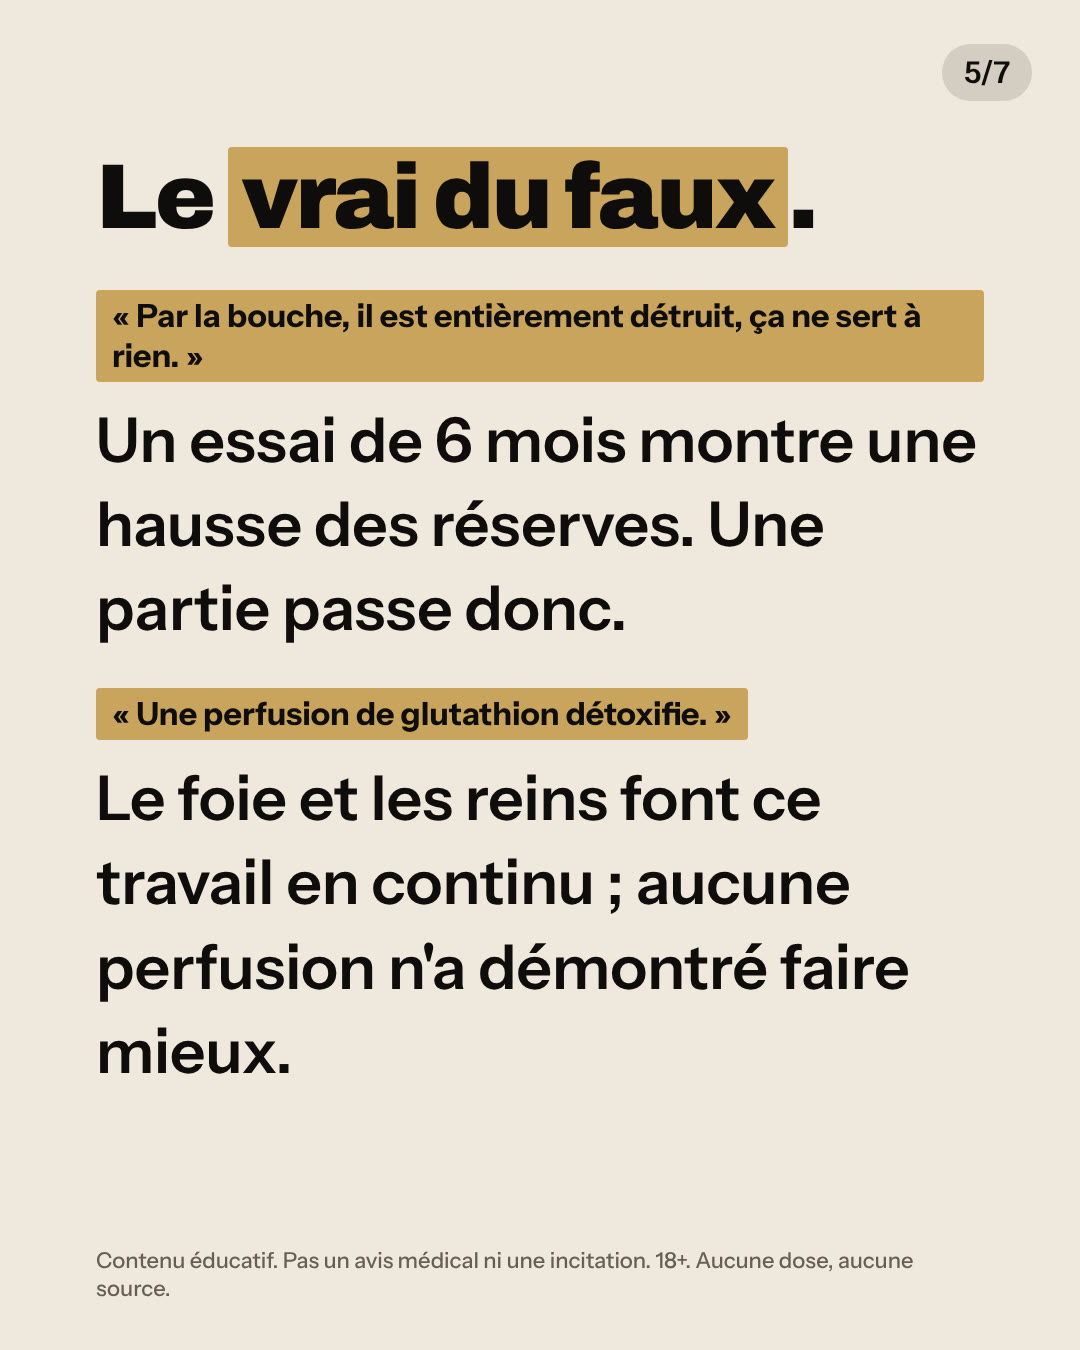 5/7
Le vrai du faux.
« Par la bouche, il est entièrement détruit, ça ne sert à
rien. »
Un essai de 6 mois montre une
hausse des réserves. Une
partie passe donc.
« Une perfusion de glutathion détoxifie. »
Le foie et les reins font ce
travail en continu ; aucune
perfusion n'a démontré faire
mieux.
Contenu éducatif. Pas un avis médical ni une incitation. 18+. Aucune dose, aucune
source.